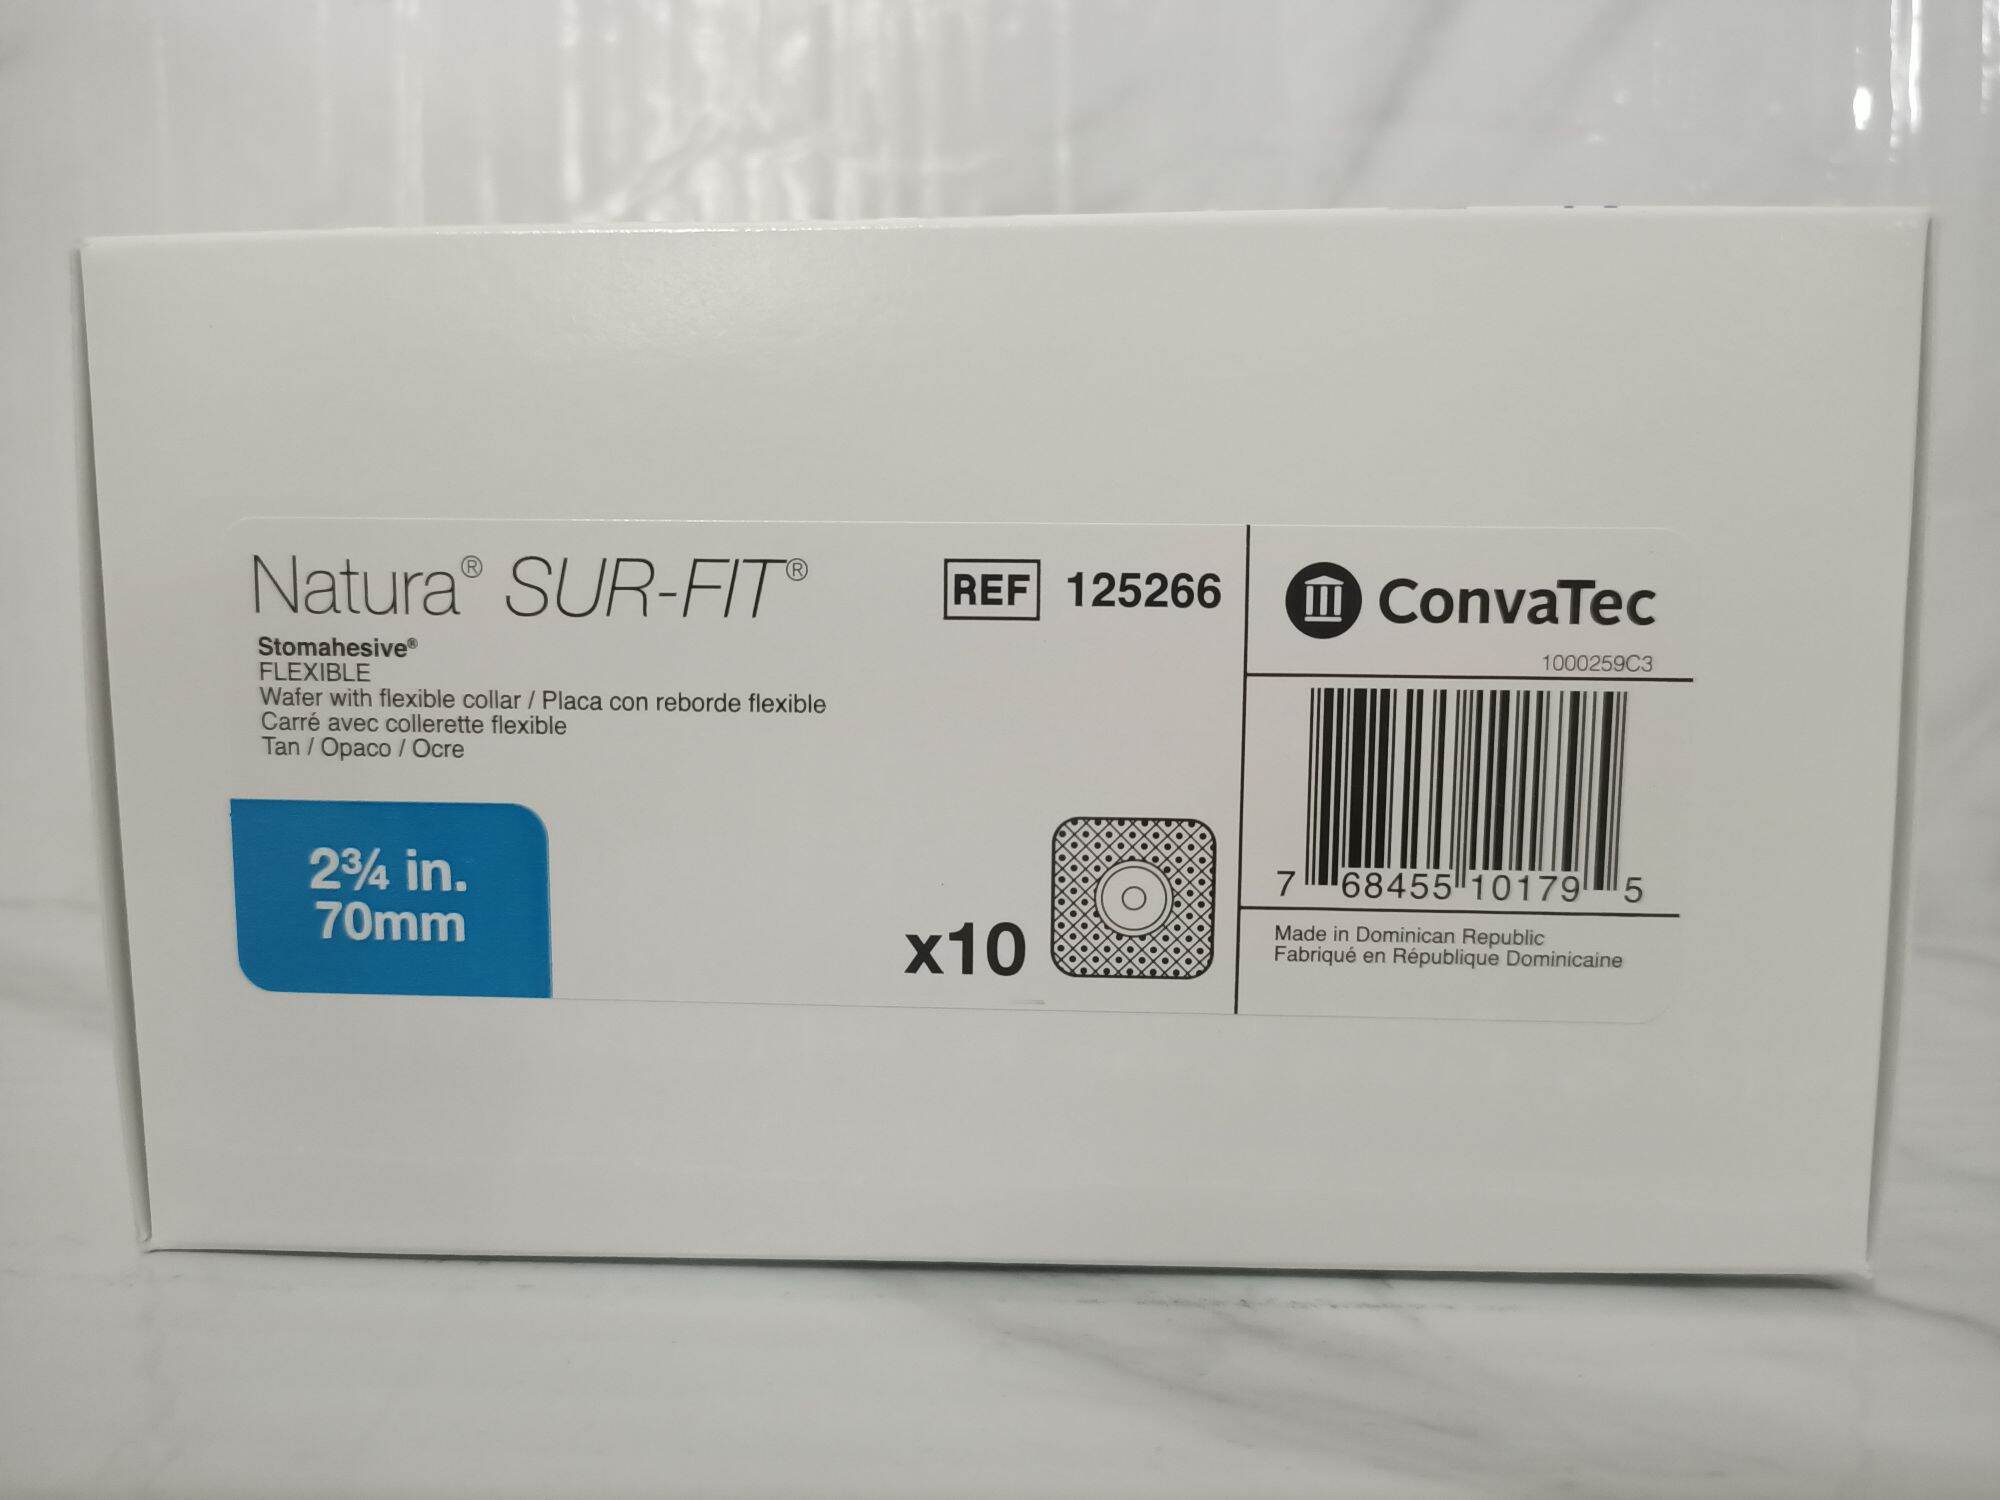 Natura® SUR-FIT®
Stomahesive®
FLEXIBLE
Wafer with flexible collar / Placa con reborde flexible
Carré avec collerette flexible
Tan / Opaco / Ocre
2¾ in.
70mm
REF 125266
x10
ConvaTec
1000259C3
7 68455 10179 5
Made in Dominican Republic
Fabriqué en République Dominicaine